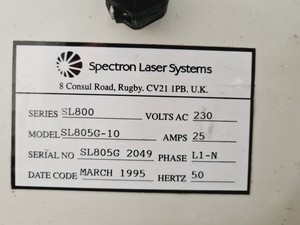 Spectron Laser Systems
8 Consul Road, Rugby. CV21 1PB. U.K.
SERIES SL800 VOLTS AC 230
MODEL SL805G-10 AMPS 25
SERIAL NO SL805G 2049 PHASE L1-N
DATE CODE MARCH 1995 HERTZ 50